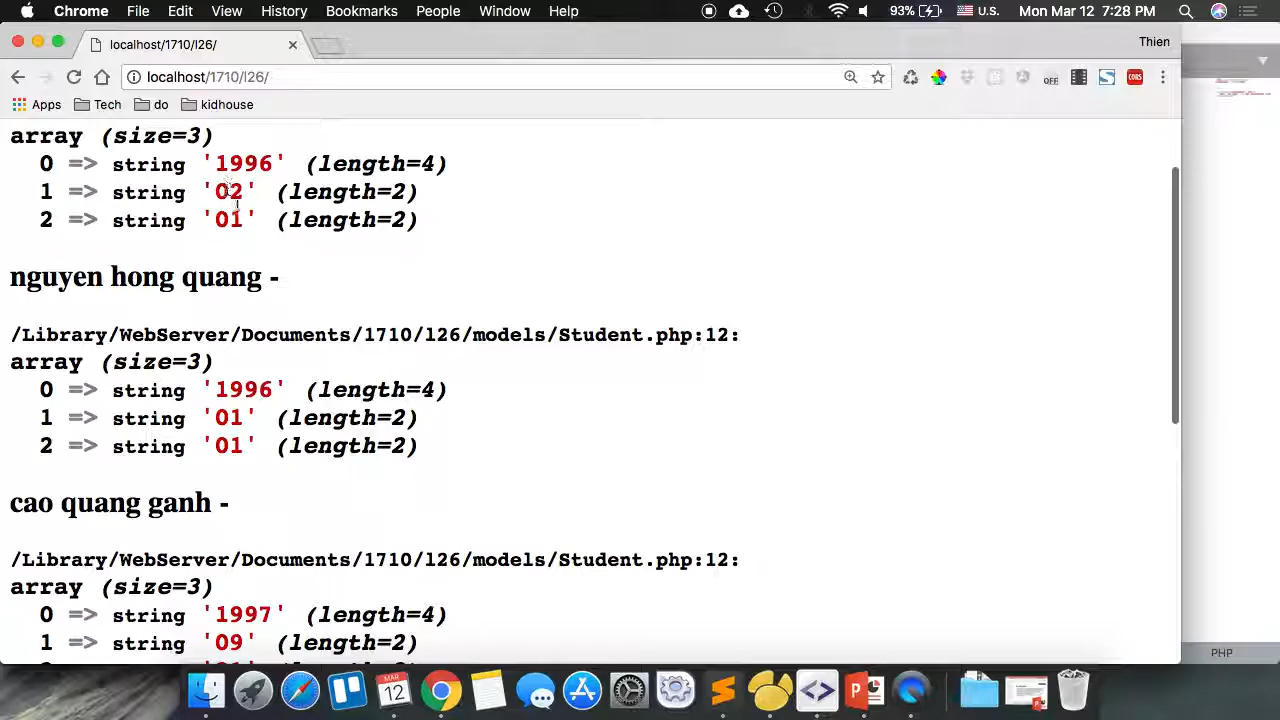 Chrome File Edit View History Bookmarks People Window Help 93% U.S. Mon Mar 12 7:28 PM
localhost/1710/l26/ Thien
localhost/1710/l26/ OFF CORS
Apps Tech do kidhouse
array (size=3)
0 => string '1996' (length=4)
1 => string '02' (length=2)
2 => string '01' (length=2)
nguyen hong quang -
/Library/WebServer/Documents/1710/l26/models/Student.php:12:
array (size=3)
0 => string '1996' (length=4)
1 => string '01' (length=2)
2 => string '01' (length=2)
cao quang ganh -
/Library/WebServer/Documents/1710/l26/models/Student.php:12:
array (size=3)
0 => string '1997' (length=4)
1 => string '09' (length=2)
PHP
MAR
12